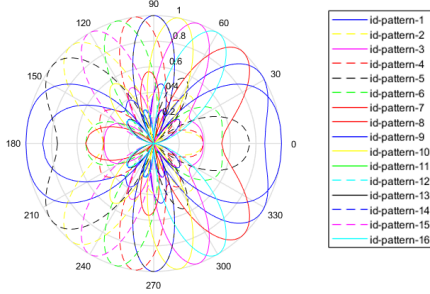 90
120
1
60
0.8
150
0.6
30
0.4
0.2
180
0
210
330
240
300
270
id-pattern-1
id-pattern-2
id-pattern-3
id-pattern-4
id-pattern-5
id-pattern-6
id-pattern-7
id-pattern-8
id-pattern-9
id-pattern-10
id-pattern-11
id-pattern-12
id-pattern-13
id-pattern-14
id-pattern-15
id-pattern-16